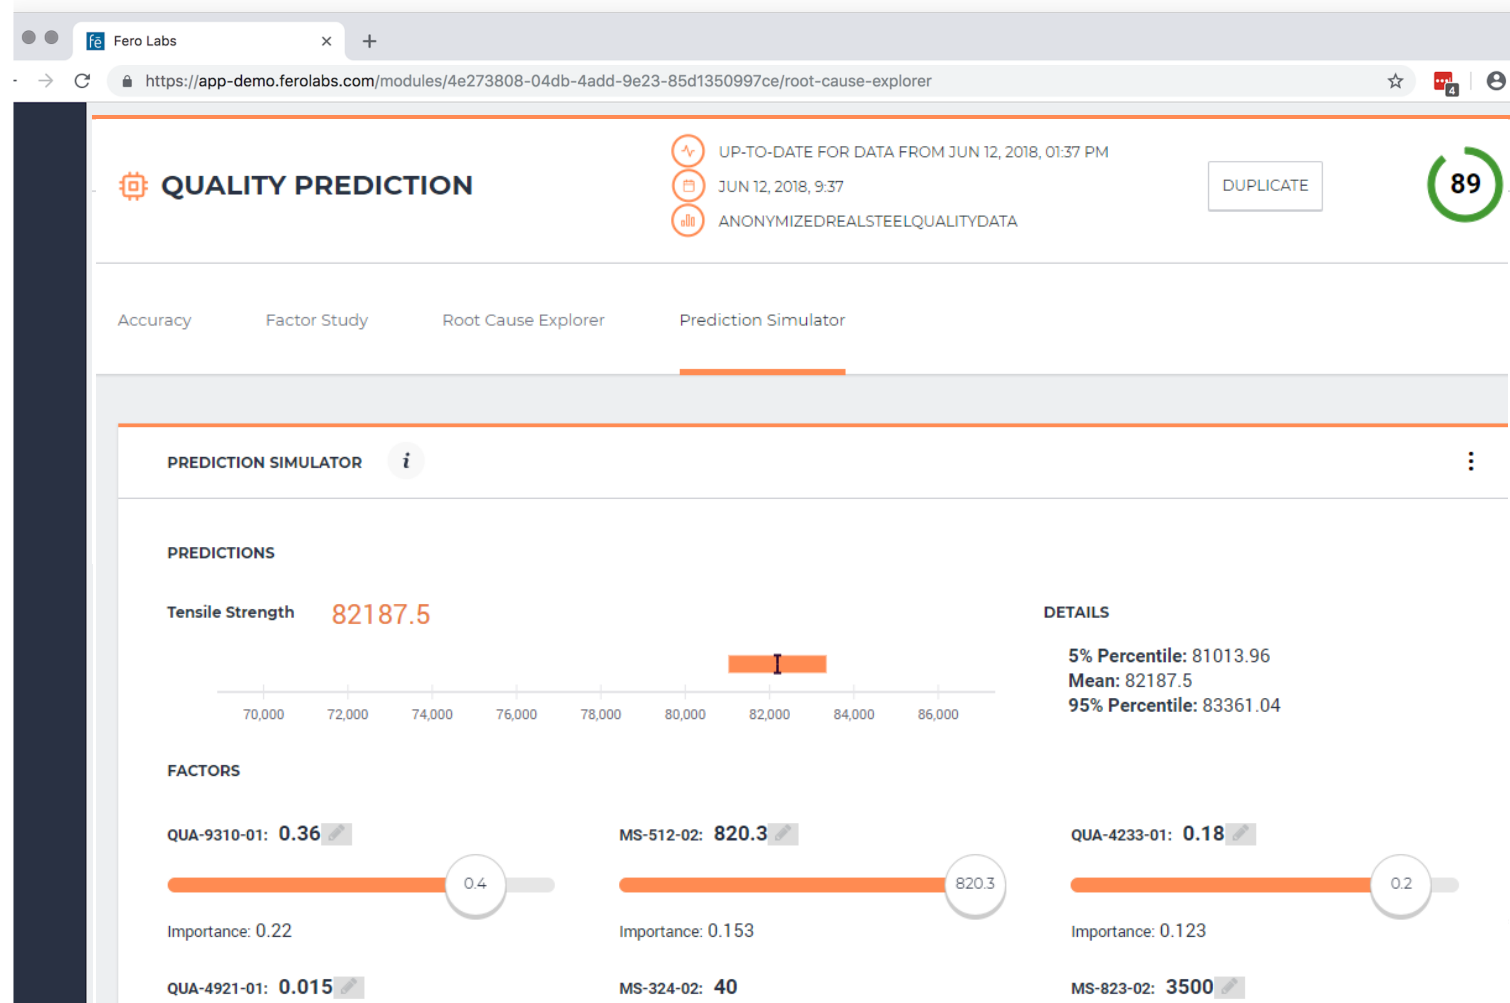 fe Fero Labs
https://app-demo.ferolabs.com/modules/4e273808-04db-4add-9e23-85d1350997ce/root-cause-explorer
4
QUALITY PREDICTION
UP-TO-DATE FOR DATA FROM JUN 12, 2018, 01:37 PM
JUN 12, 2018, 9:37
ANONYMIZEDREALSTEELQUALITYDATA
DUPLICATE
89
Accuracy Factor Study Root Cause Explorer Prediction Simulator
PREDICTION SIMULATOR i
PREDICTIONS
Tensile Strength 82187.5
70,000 72,000 74,000 76,000 78,000 80,000 82,000 84,000 86,000
DETAILS
5% Percentile: 81013.96
Mean: 82187.5
95% Percentile: 83361.04
FACTORS
QUA-9310-01: 0.36 MS-512-02: 820.3 QUA-4233-01: 0.18
0.4 820.3 0.2
Importance: 0.22 Importance: 0.153 Importance: 0.123
QUA-4921-01: 0.015 MS-324-02: 40 MS-823-02: 3500